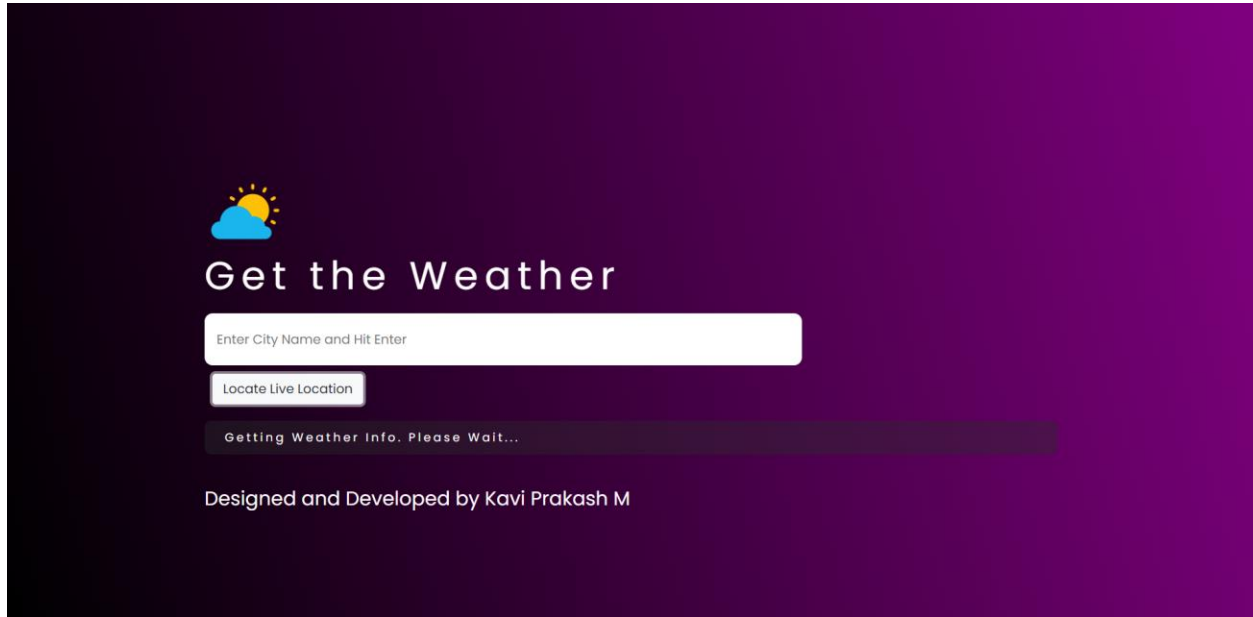 Get the Weather
Enter City Name and Hit Enter
Locate Live Location
Getting Weather Info. Please Wait...
Designed and Developed by Kavi Prakash M